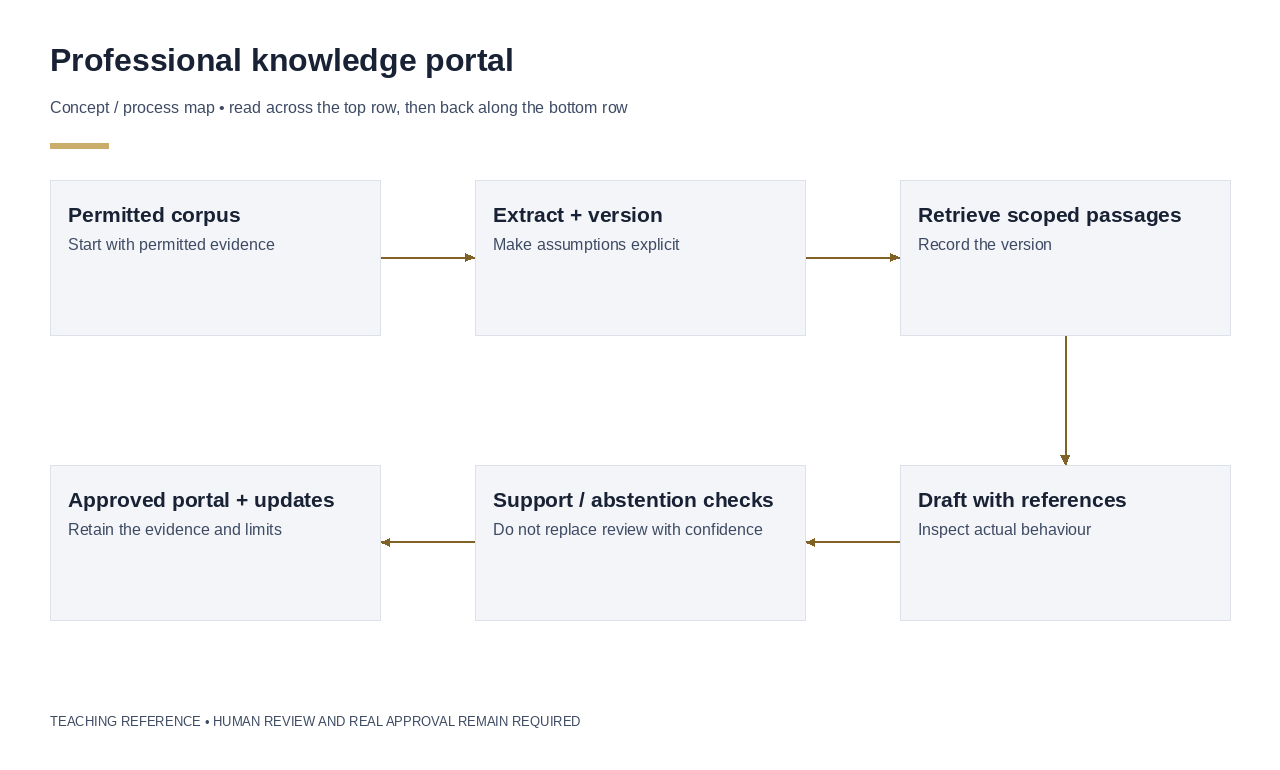 Professional knowledge portal
Concept / process map • read across the top row, then back along the bottom row
Permitted corpus
Start with permitted evidence
Extract + version
Make assumptions explicit
Retrieve scoped passages
Record the version
Draft with references
Inspect actual behaviour
Support / abstention checks
Do not replace review with confidence
Approved portal + updates
Retain the evidence and limits
TEACHING REFERENCE • HUMAN REVIEW AND REAL APPROVAL REMAIN REQUIRED